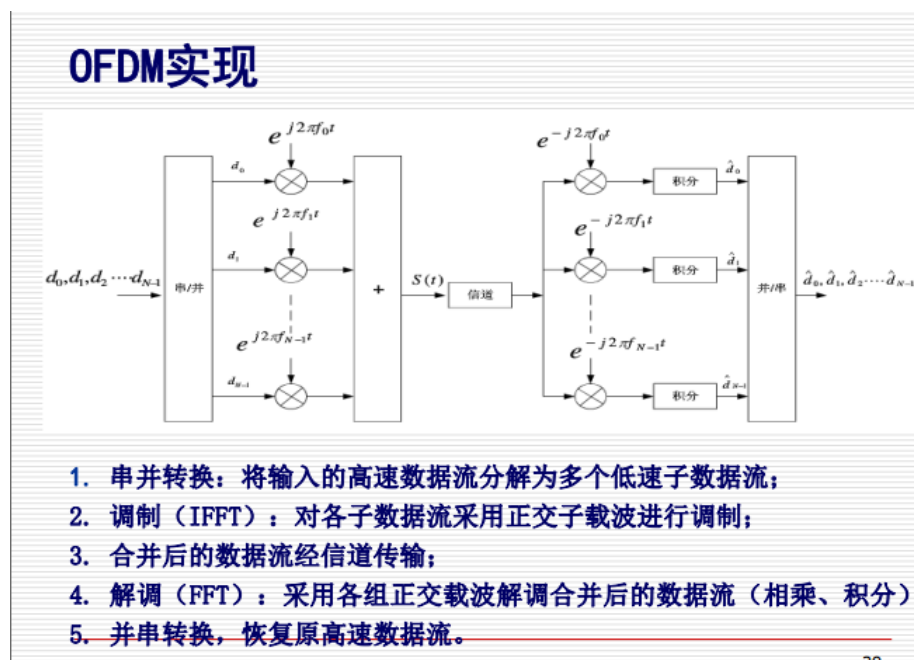 OFDM实现
e^{j2πf_0t}
e^{-j2πf_0t}
d_0
积分
d̂_0
e^{j2πf_1t}
e^{-j2πf_1t}
d_0,d_1,d_2·····d_{N-1}
串/并
d_1
+
S(t)
信道
积分
d̂_1
并/串
d̂_0,d̂_1,d̂_2·····d̂_{N-1}
e^{j2πf_{N-1}t}
e^{-j2πf_{N-1}t}
d_{N-1}
积分
d̂_{N-1}
1. 串并转换：将输入的高速数据流分解为多个低速子数据流；
2. 调制（IFFT）：对各子数据流采用正交子载波进行调制；
3. 合并后的数据流经信道传输；
4. 解调（FFT）：采用各组正交载波解调合并后的数据流（相乘、积分）
5. 并串转换，恢复原高速数据流。